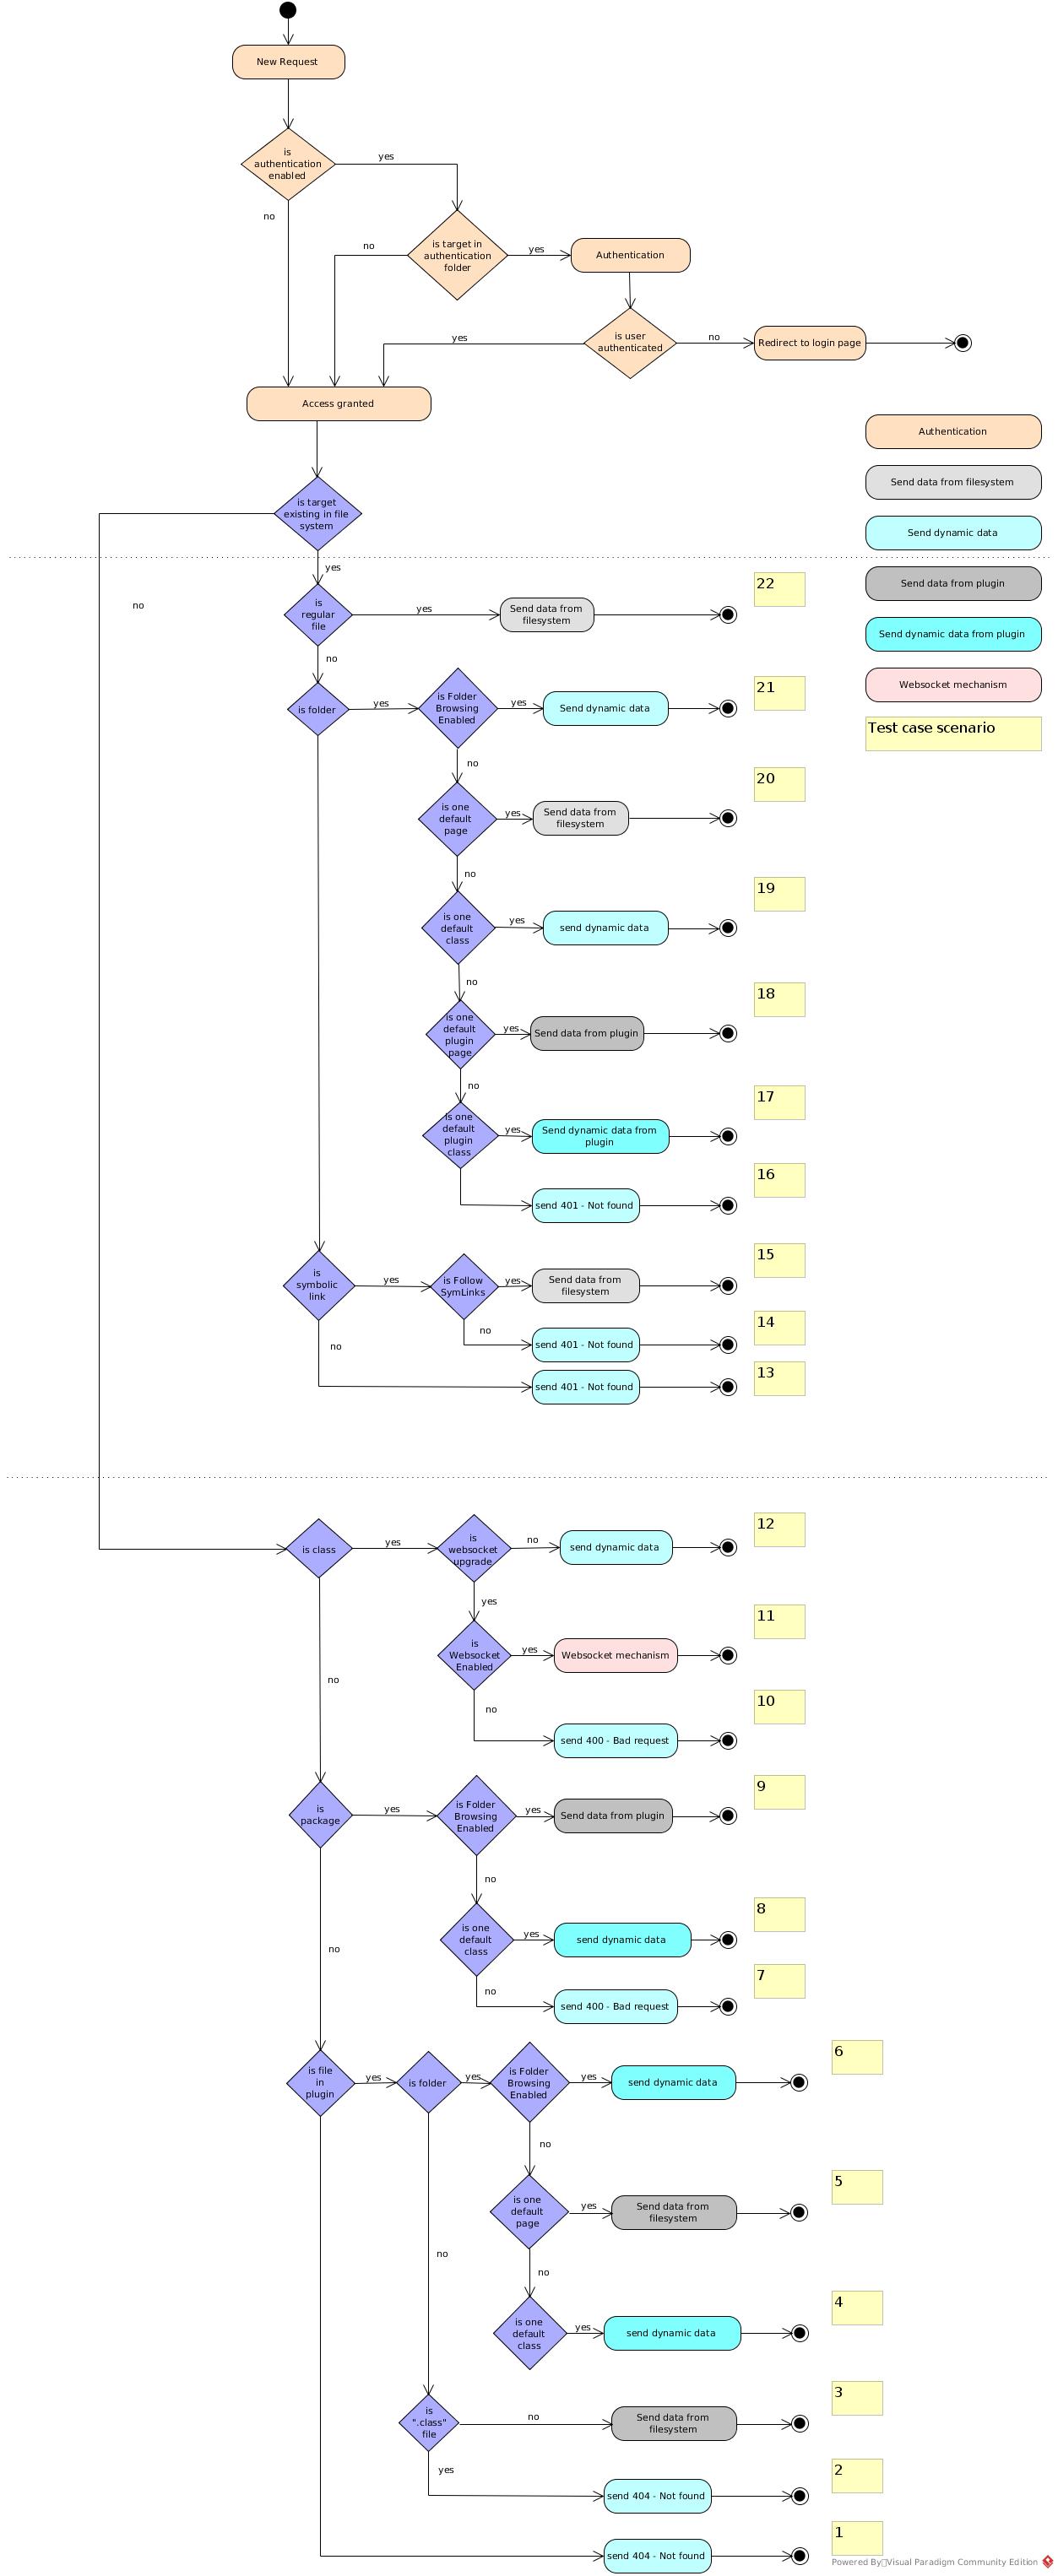 New Request
is
authentication
enabled
yes
no
is target in
authentication
folder
no
yes
Authentication
is user
authenticated
yes
no
Redirect to login page
Access granted
Authentication
Send data from filesystem
Send dynamic data
Send data from plugin
Send dynamic data from plugin
Websocket mechanism
Test case scenario
is target
existing in file
system
yes
no
is
regular
file
yes
Send data from
filesystem
22
no
is folder
yes
is Folder
Browsing
Enabled
yes
Send dynamic data
21
no
is one
default
page
yes
Send data from
filesystem
20
no
is one
default
class
yes
send dynamic data
19
no
is one
default
plugin
page
yes
Send data from plugin
18
no
is one
default
plugin
class
yes
Send dynamic data from
plugin
17
send 401 - Not found
16
is
symbolic
link
yes
is Follow
SymLinks
yes
Send data from
filesystem
15
no
send 401 - Not found
14
no
send 401 - Not found
13
is class
yes
is
websocket
upgrade
no
send dynamic data
12
yes
is
Websocket
Enabled
yes
Websocket mechanism
11
no
no
send 400 - Bad request
10
is
package
yes
is Folder
Browsing
Enabled
yes
Send data from plugin
9
no
is one
default
class
yes
send dynamic data
8
no
no
send 400 - Bad request
7
is file
in
plugin
yes
is folder
yes
is Folder
Browsing
Enabled
yes
send dynamic data
6
no
is one
default
page
yes
Send data from
filesystem
5
no
no
is one
default
class
yes
send dynamic data
4
is
".class"
file
no
Send data from
filesystem
3
yes
send 404 - Not found
2
send 404 - Not found
1
Powered By Visual Paradigm Community Edition